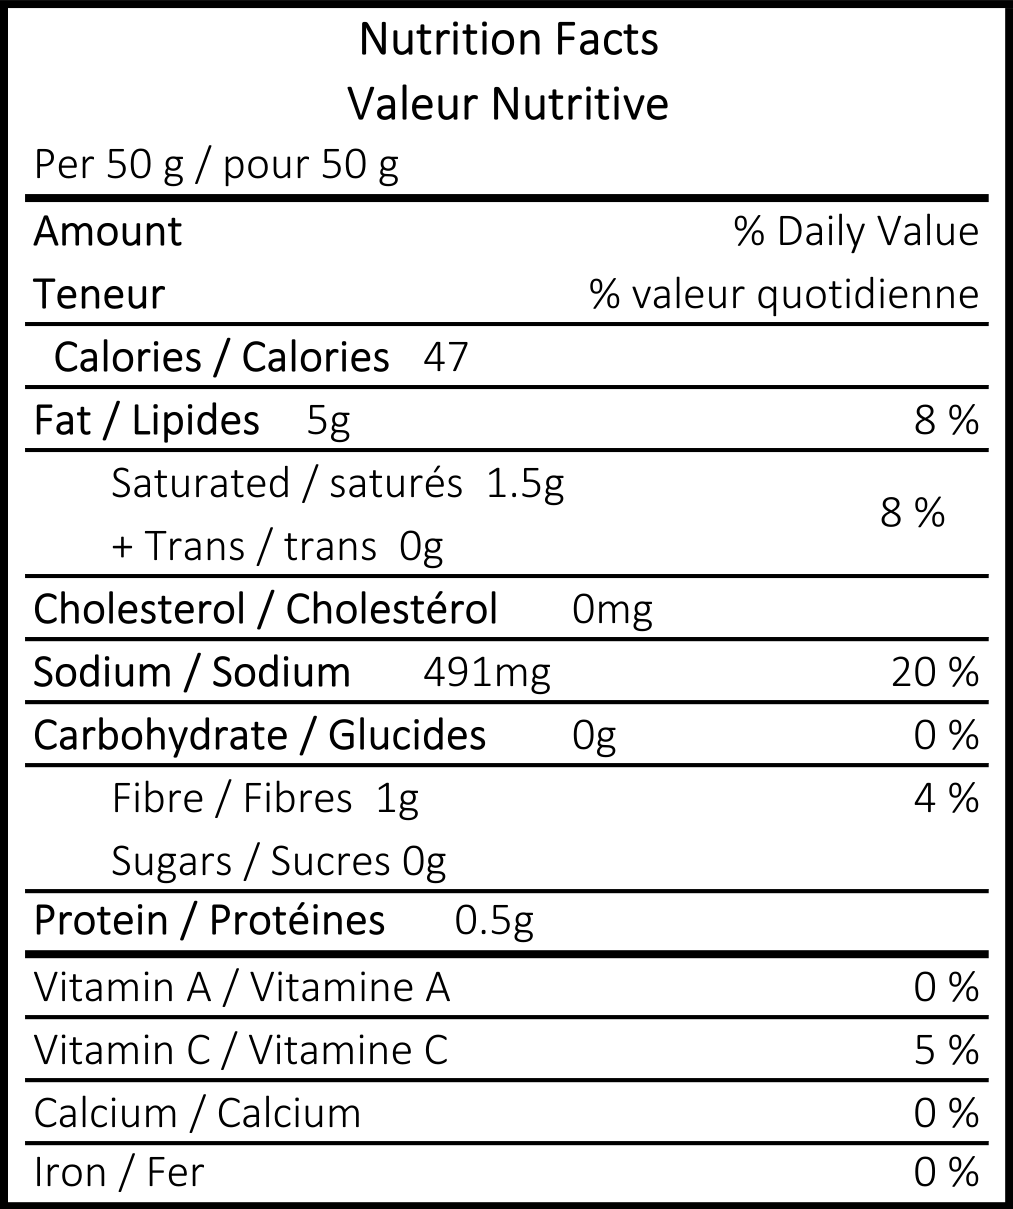 Nutrition Facts
Valeur Nutritive
Per 50 g / pour 50 g
Amount % Daily Value
Teneur % valeur quotidienne
Calories / Calories 47
Fat / Lipides 5g 8 %
Saturated / saturés 1.5g
8 %
+ Trans / trans 0g
Cholesterol / Cholestérol 0mg
Sodium / Sodium 491mg 20 %
Carbohydrate / Glucides 0g 0 %
Fibre / Fibres 1g 4 %
Sugars / Sucres 0g
Protein / Protéines 0.5g
Vitamin A / Vitamine A 0 %
Vitamin C / Vitamine C 5 %
Calcium / Calcium 0 %
Iron / Fer 0 %